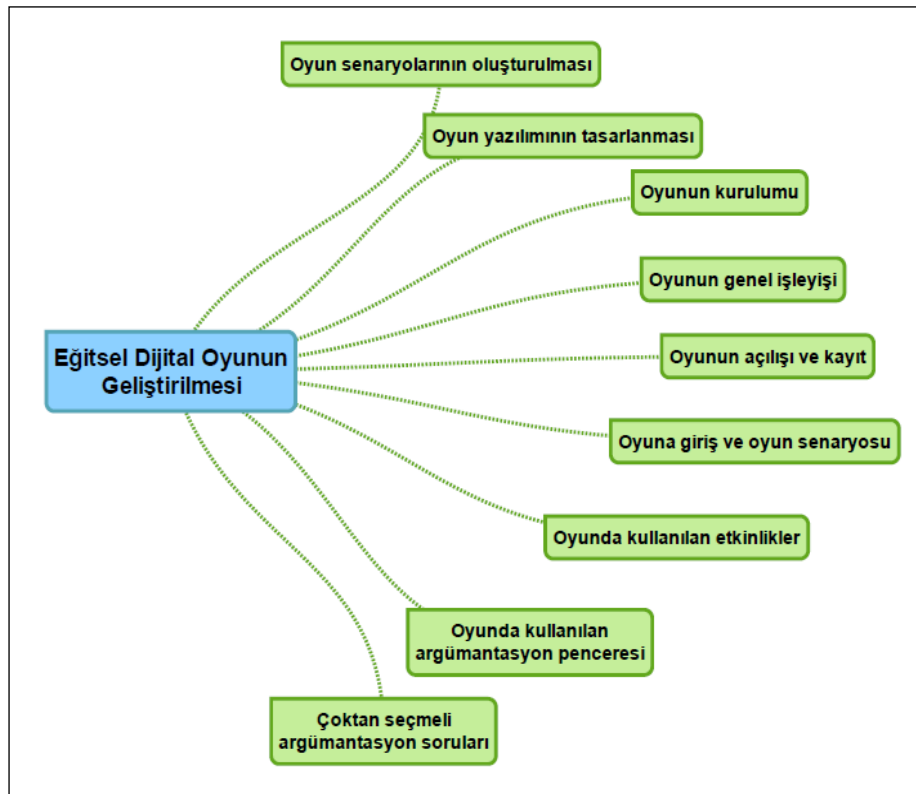 Oyun senaryolarının oluşturulması
Oyun yazılımının tasarlanması
Oyunun kurulumu
Oyunun genel işleyişi
Eğitsel Dijital Oyunun
Geliştirilmesi
Oyunun açılışı ve kayıt
Oyuna giriş ve oyun senaryosu
Oyunda kullanılan etkinlikler
Oyunda kullanılan
argümantasyon penceresi
Çoktan seçmeli
argümantasyon soruları